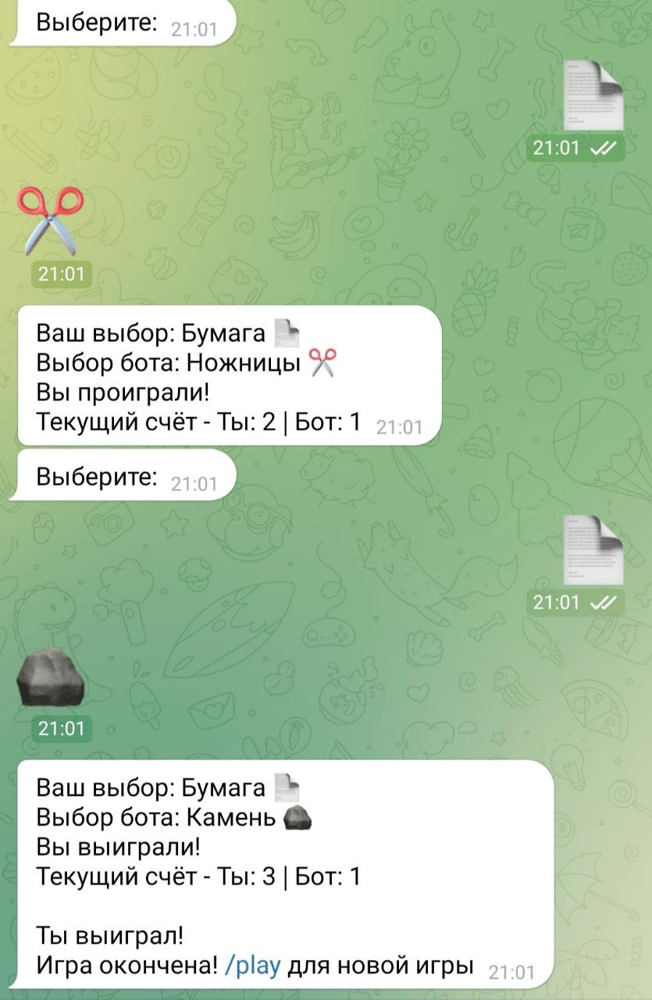 Выберите: 21:01
21:01
21:01
Ваш выбор: Бумага
Выбор бота: Ножницы ✂️
Вы проиграли!
Текущий счёт - Ты: 2 | Бот: 1 21:01
Выберите: 21:01
21:01
21:01
Ваш выбор: Бумага
Выбор бота: Камень
Вы выиграли!
Текущий счёт - Ты: 3 | Бот: 1
Ты выиграл!
Игра окончена! /play для новой игры 21:01